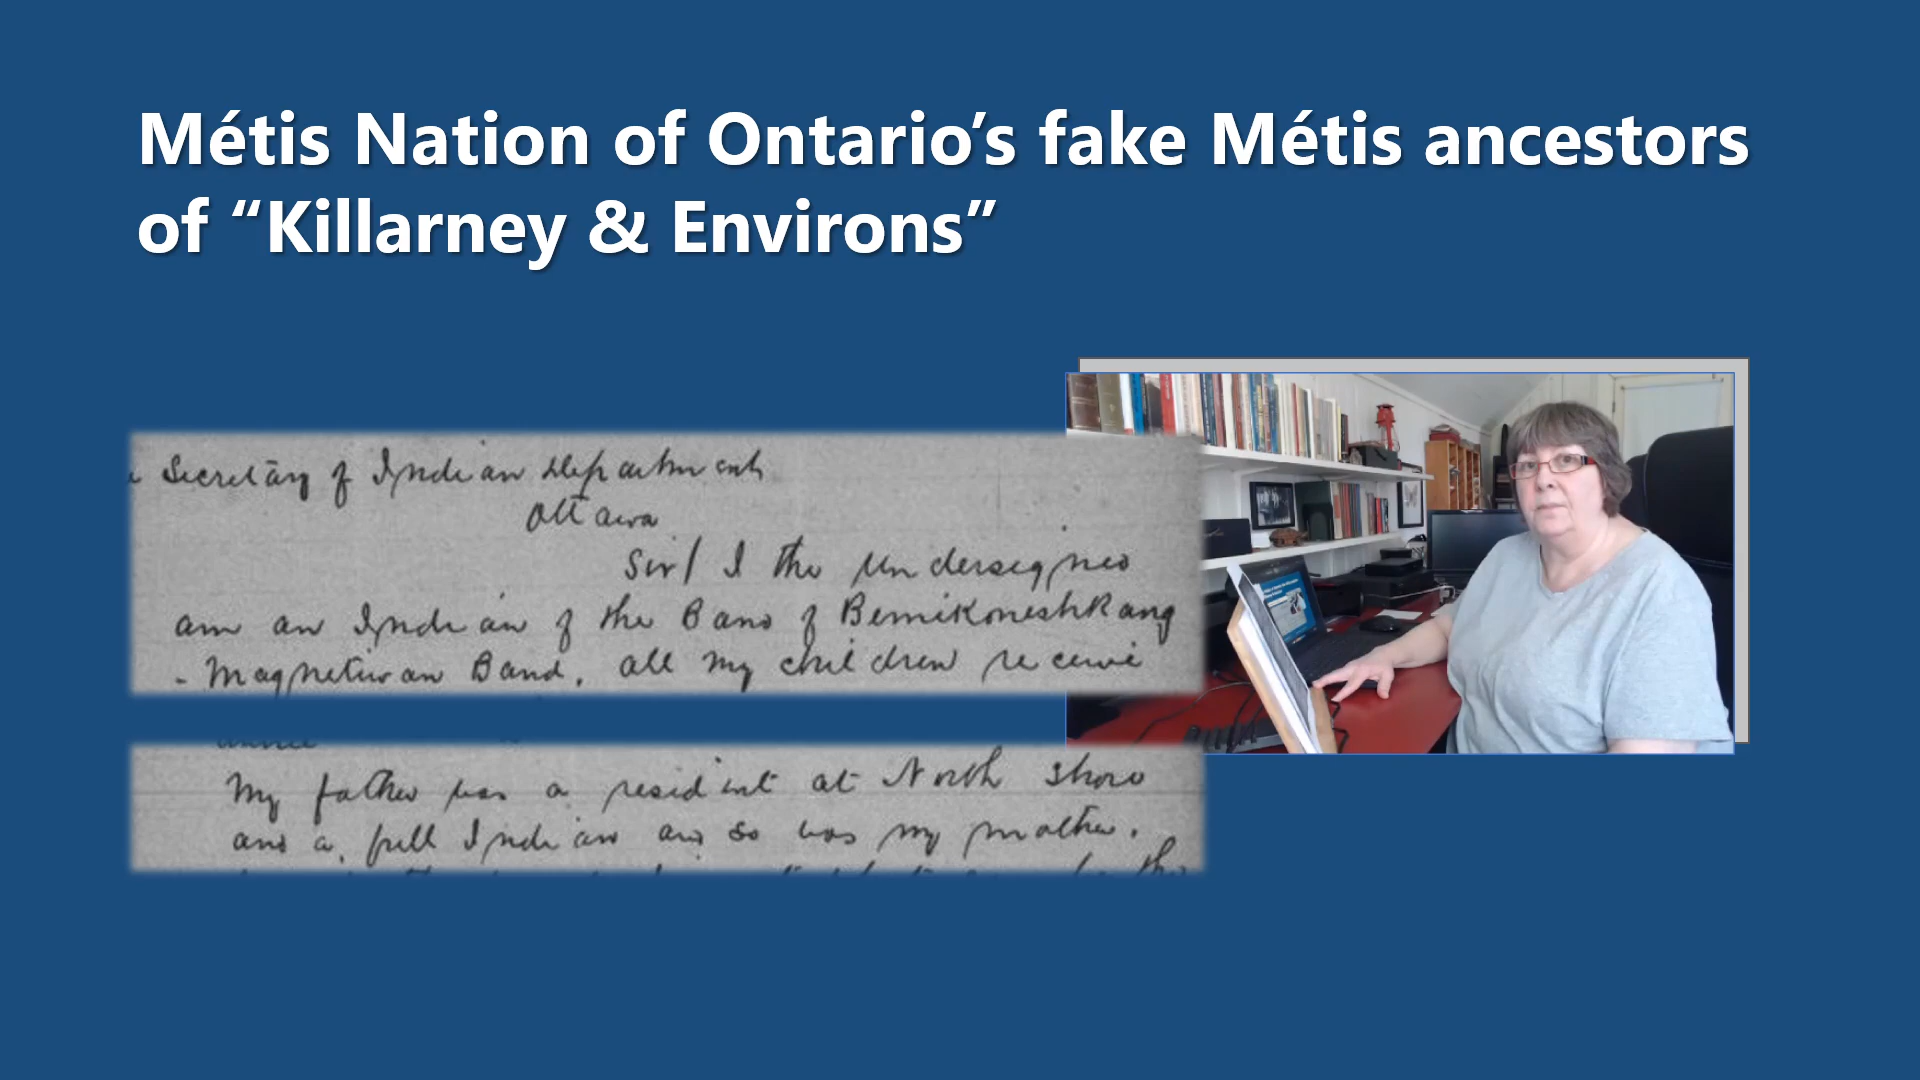 Métis Nation of Ontario’s fake Métis ancestors
of “Killarney & Environs”
Secretary of Indian Department
Ottawa
Sir/ I the Undersigned
am an Indian of the Band of Bemikoneshkang
- Magnetwan Band. all my children receive
My father was a resident at North Shore
and a full Indian and so was my mother.